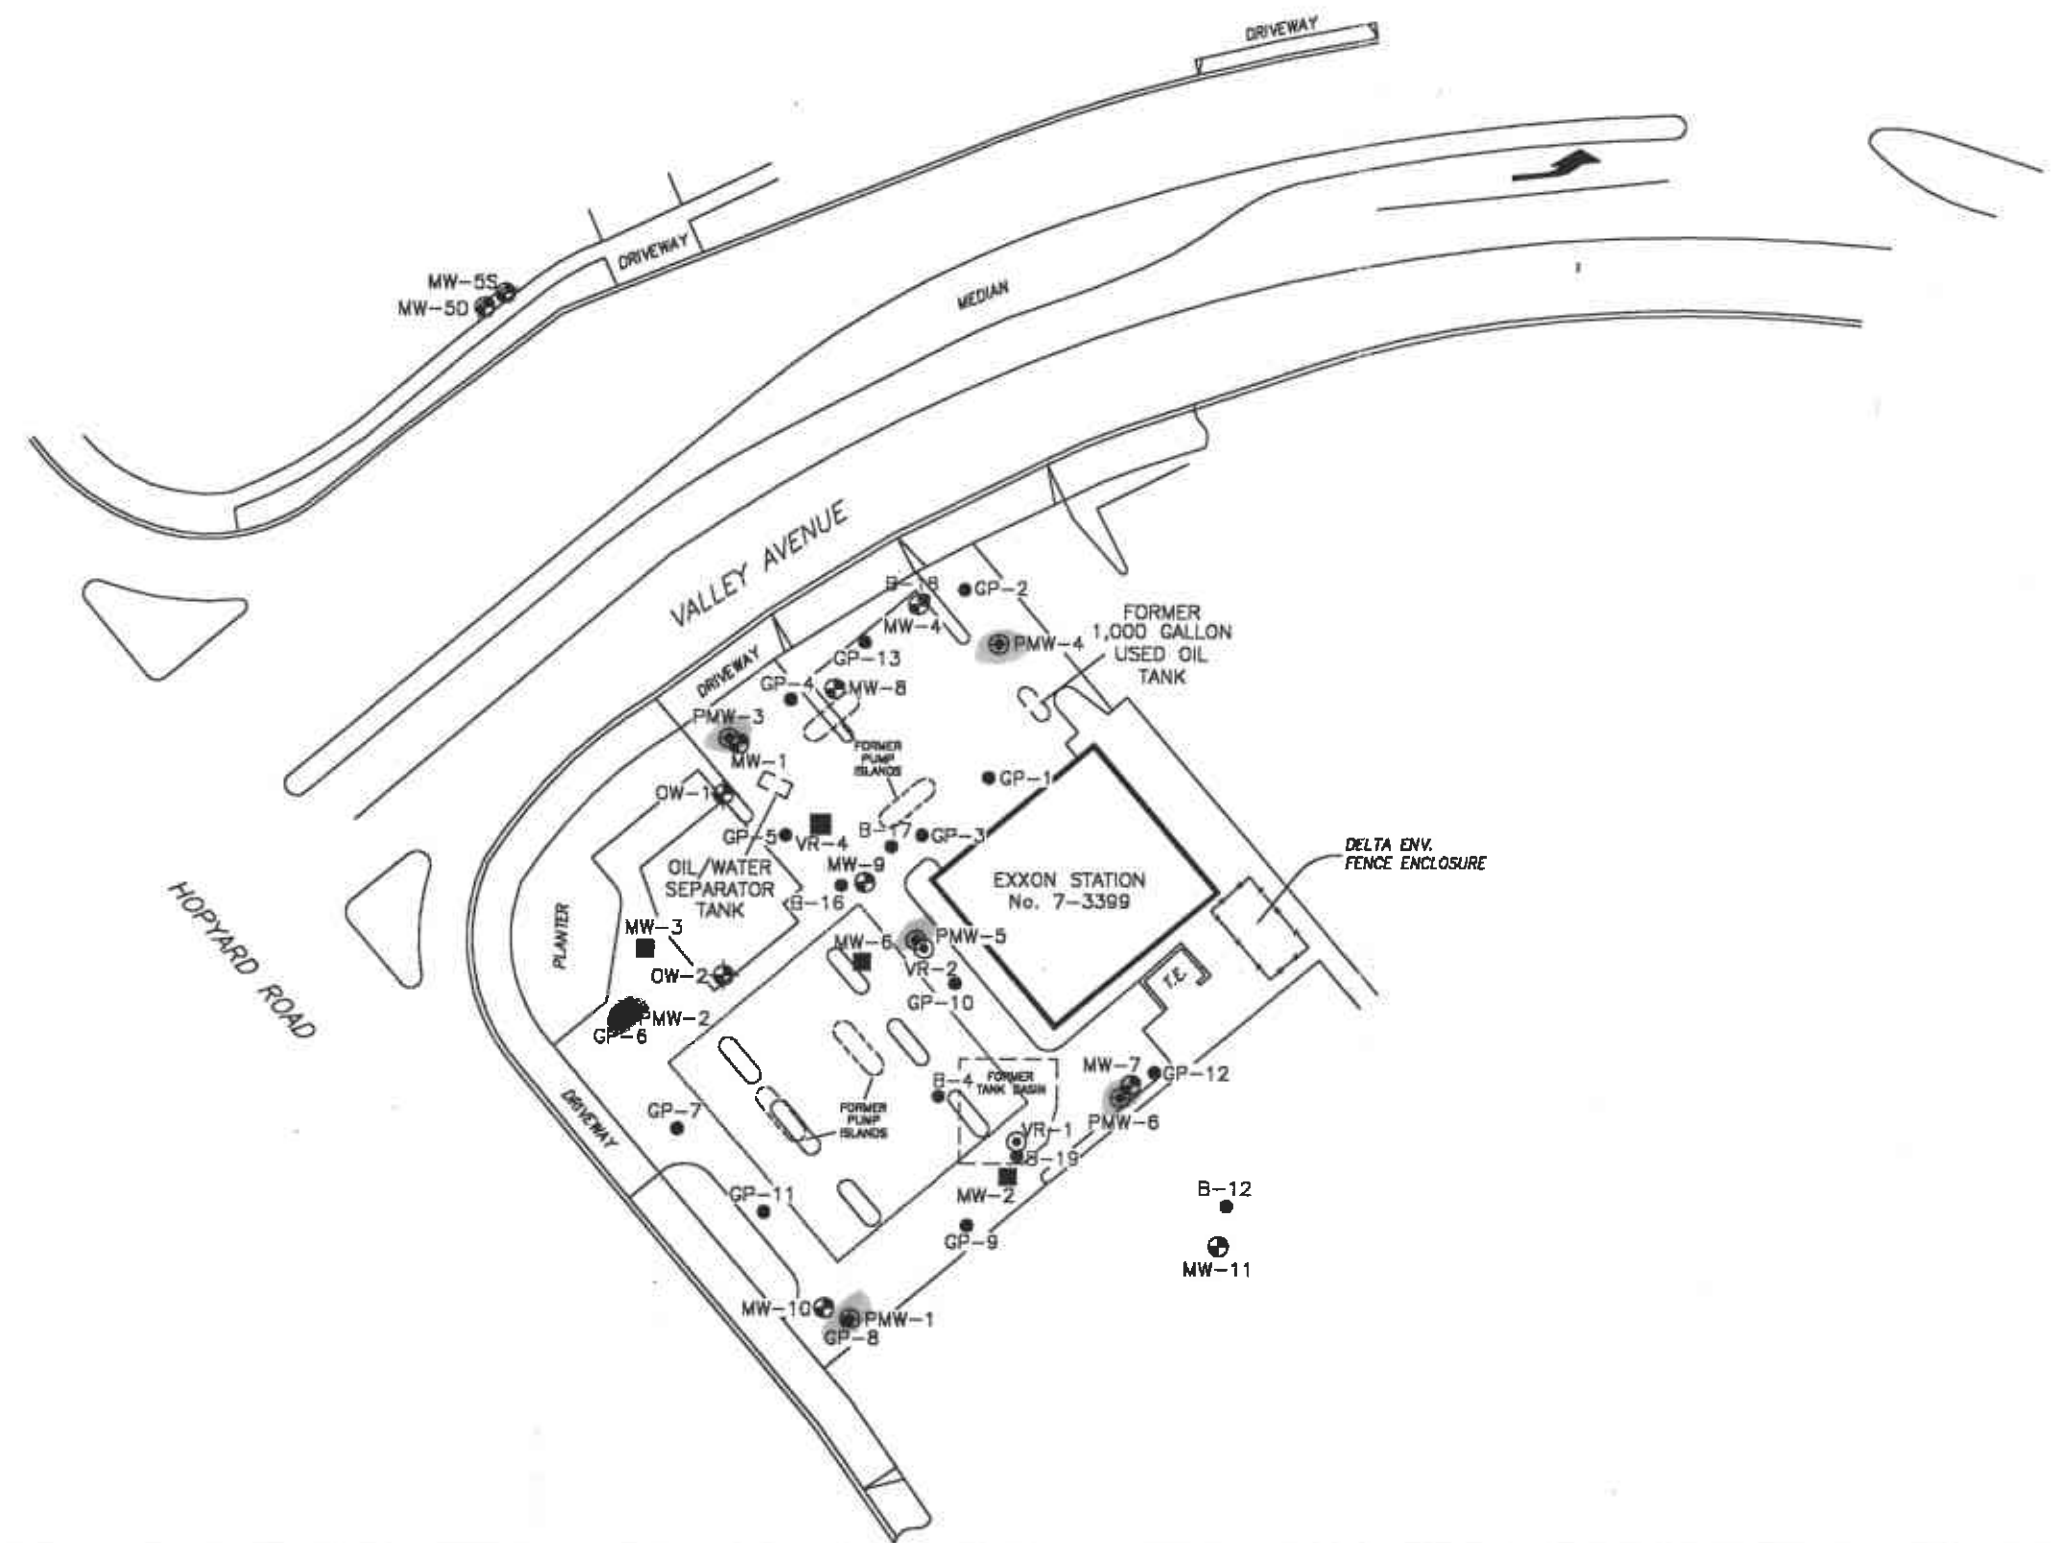 DRIVEWAY
DRIVEWAY
MW-5S
MW-5D
MEDIAN
VALLEY AVENUE
GP-2
MW-4
PMW-4
FORMER
1,000 GALLON
USED OIL
TANK
GP-13
DRIVEWAY
GP-4
MW-8
PMW-3
MW-1
FORMER
PUMP
ISLANDS
GP-1
OW-1
GP-5
VR-4
B-17
GP-3
MW-9
OIL/WATER
SEPARATOR
TANK
B-16
EXXON STATION
No. 7-3399
DELTA ENV.
FENCE ENCLOSURE
HOPYARD ROAD
PLANTER
MW-3
MW-6
PMW-5
VR-2
OW-2
GP-10
T.E
PMW-2
GP-6
MW-7
GP-12
B-4
FORMER
TANK BASIN
PMW-6
DRIVEWAY
GP-7
FORMER
PUMP
ISLANDS
VR-1
B-19
MW-2
GP-11
B-12
GP-9
MW-11
MW-10
PMW-1
GP-8